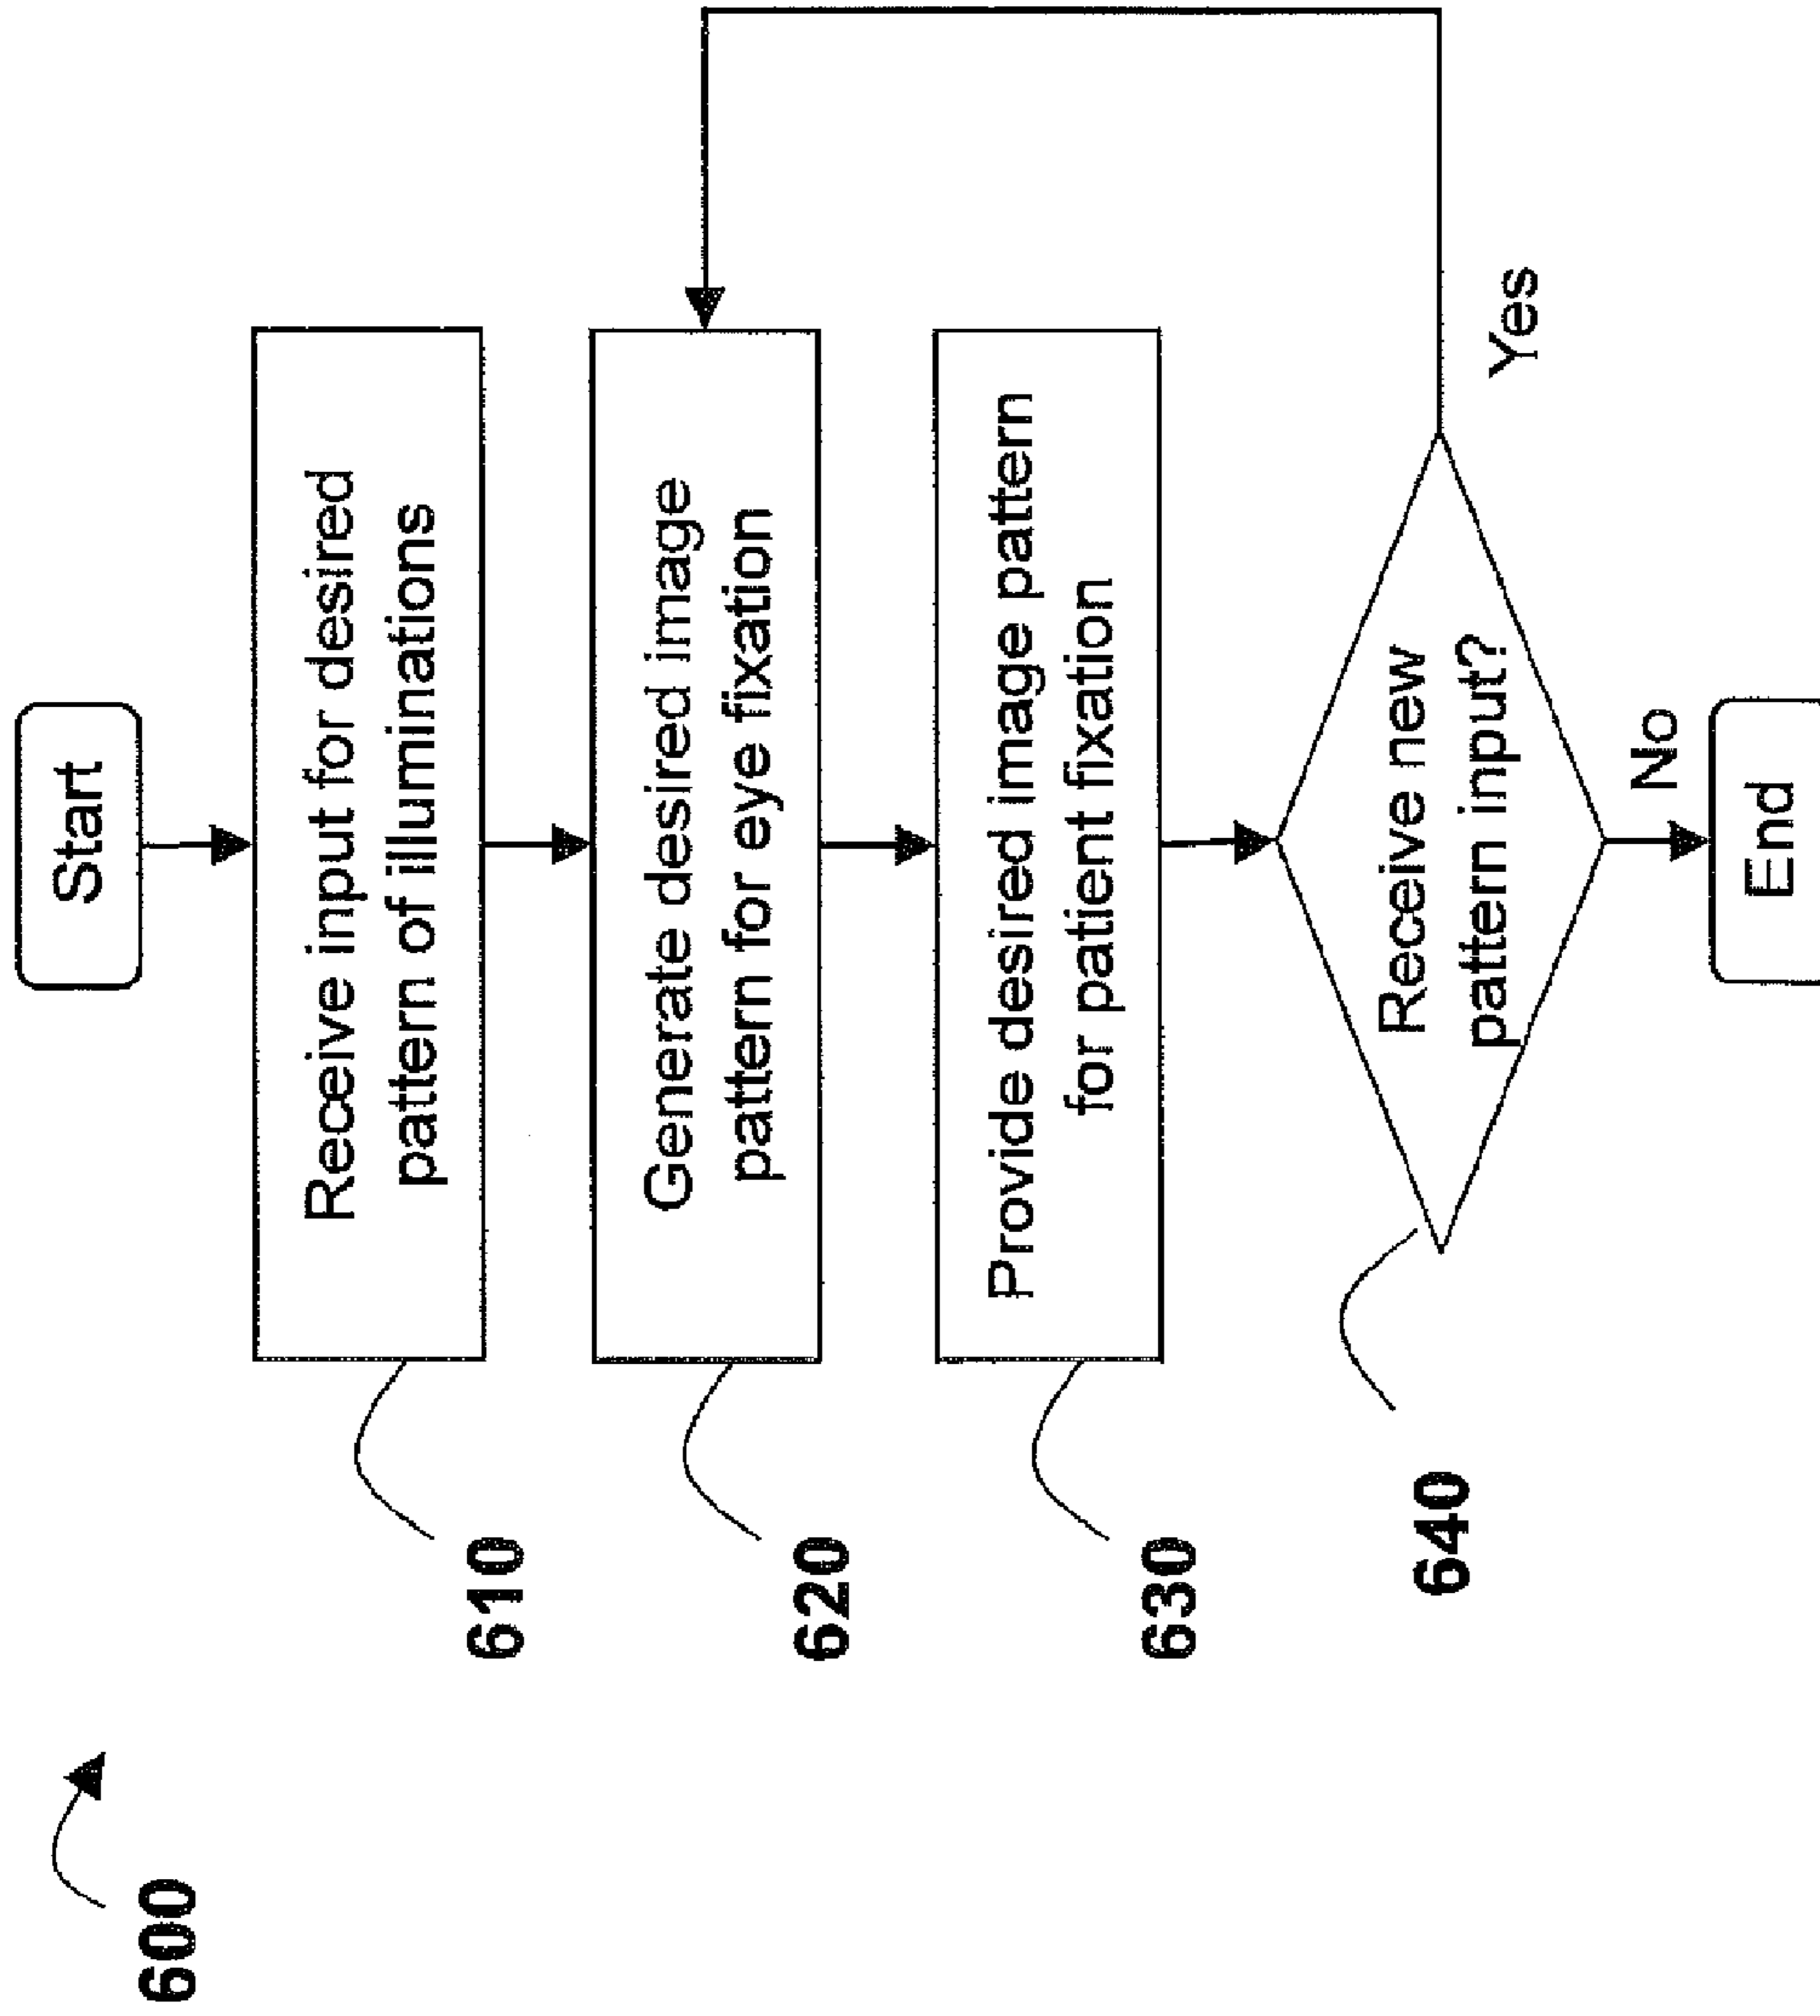 600
Start
610
Receive input for desired
pattern of illuminations
620
Generate desired image
pattern for eye fixation
630
Provide desired image pattern
for patient fixation
640
Receive new
pattern input?
Yes
No
End